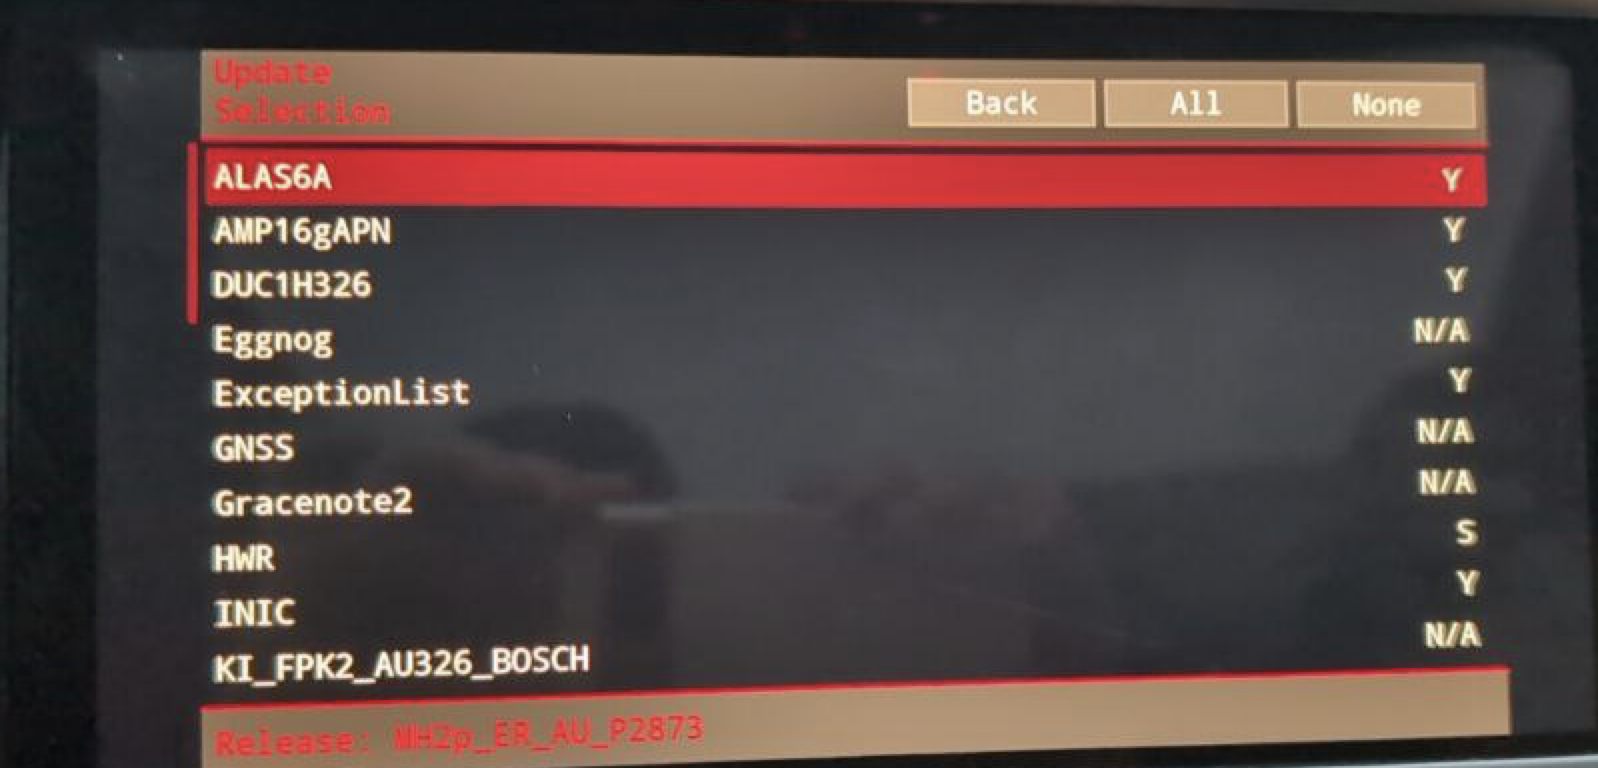 Update
Selection
Back All None
ALAS6A Y
AMP16gAPN Y
DUC1H326 Y
Eggnog N/A
ExceptionList Y
GNSS N/A
Gracenote2 N/A
HWR S
INIC Y
KI_FPK2_AU326_BOSCH N/A
Release: MH2p_ER_AU_P2873